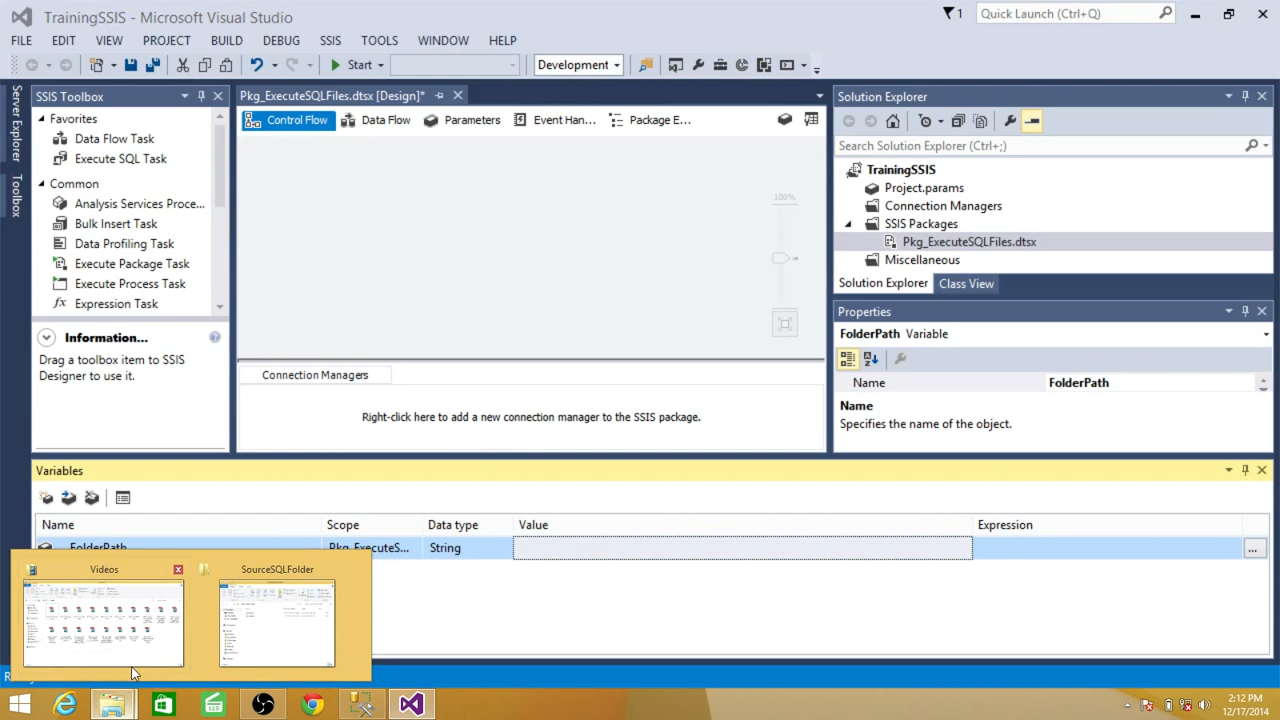 TrainingSSIS - Microsoft Visual Studio
1
Quick Launch (Ctrl+Q)
FILE EDIT VIEW PROJECT BUILD DEBUG SSIS TOOLS WINDOW HELP
Start
Development
Server Explorer
Toolbox
SSIS Toolbox
Favorites
Data Flow Task
Execute SQL Task
Common
Analysis Services Proce...
Bulk Insert Task
Data Profiling Task
Execute Package Task
Execute Process Task
fx Expression Task
Information...
Drag a toolbox item to SSIS
Designer to use it.
Pkg_ExecuteSQLFiles.dtsx [Design]*
Control Flow Data Flow Parameters Event Han... Package E...
100%
Connection Managers
Right-click here to add a new connection manager to the SSIS package.
Solution Explorer
Search Solution Explorer (Ctrl+;)
TrainingSSIS
Project.params
Connection Managers
SSIS Packages
Pkg_ExecuteSQLFiles.dtsx
Miscellaneous
Solution Explorer Class View
Properties
FolderPath Variable
Name FolderPath
Name
Specifies the name of the object.
Variables
Name Scope Data type Value Expression
FolderPath Pkg_ExecuteS... String ...
Videos
SourceSQLFolder
2:12 PM
12/17/2014